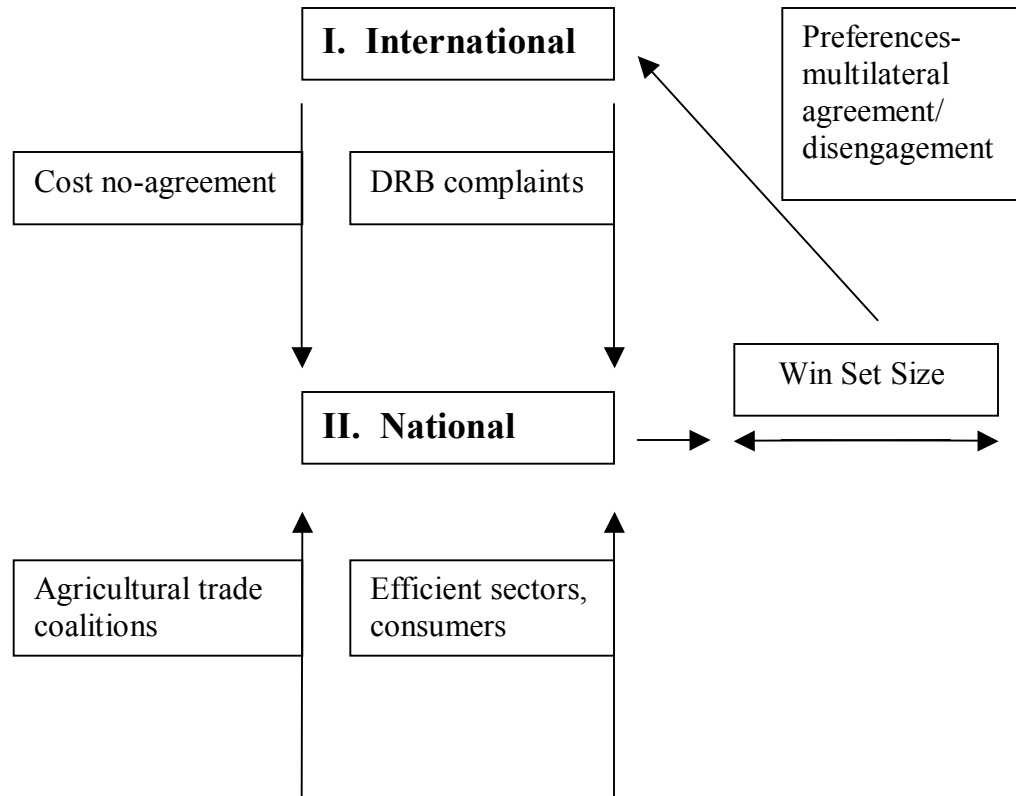 I. International
Preferences-
multilateral
agreement/
disengagement
Cost no-agreement
DRB complaints
Win Set Size
II. National
Agricultural trade
coalitions
Efficient sectors,
consumers